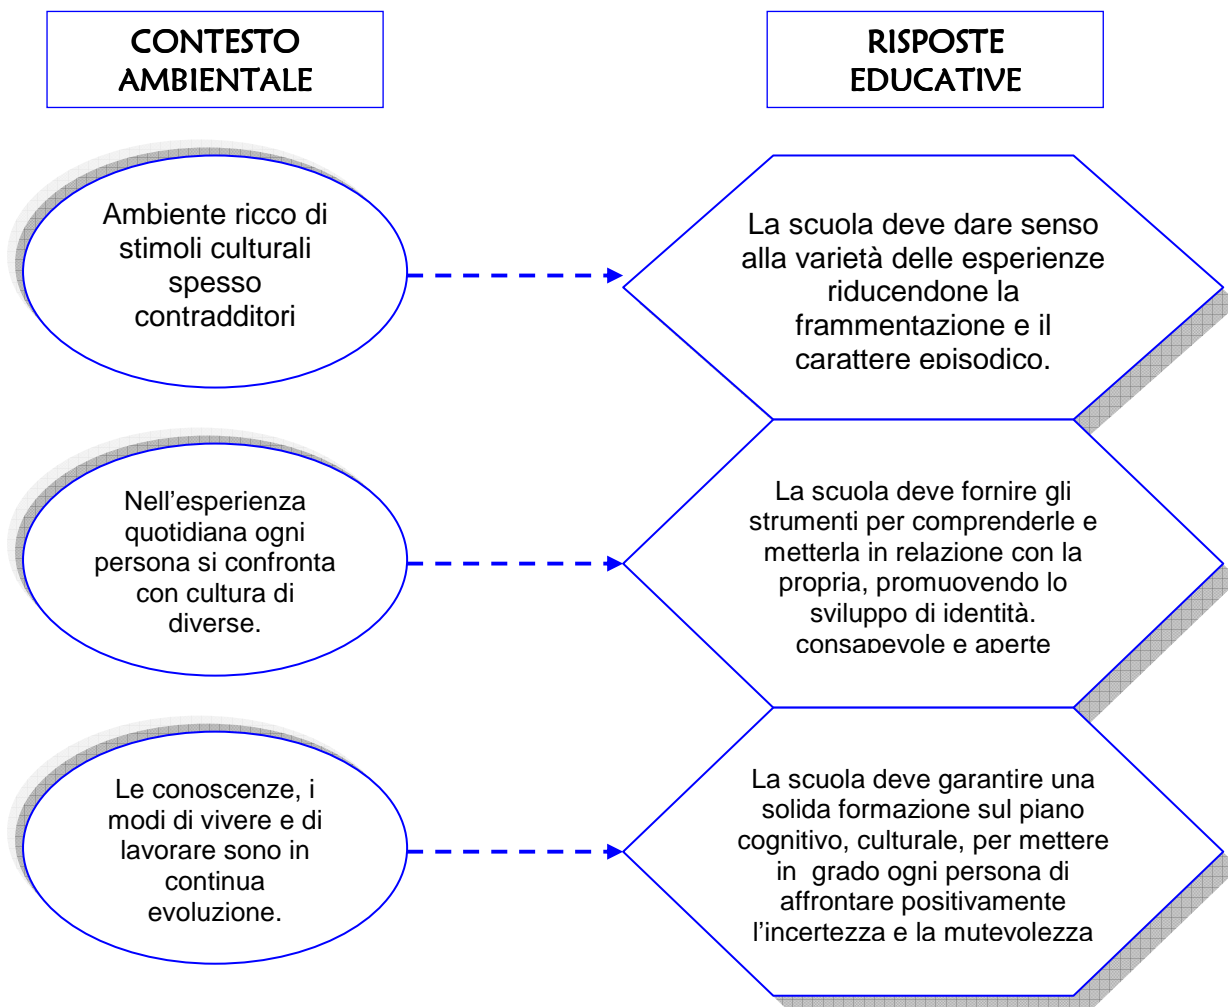 CONTESTO
AMBIENTALE
RISPOSTE
EDUCATIVE
Ambiente ricco di
stimoli culturali
spesso
contradditori
La scuola deve dare senso
alla varietà delle esperienze
riducendone la
frammentazione e il
carattere episodico.
Nell’esperienza
quotidiana ogni
persona si confronta
con cultura di
diverse.
La scuola deve fornire gli
strumenti per comprenderle e
metterla in relazione con la
propria, promuovendo lo
sviluppo di identità.
consapevole e aperte
Le conoscenze, i
modi di vivere e di
lavorare sono in
continua
evoluzione.
La scuola deve garantire una
solida formazione sul piano
cognitivo, culturale, per mettere
in grado ogni persona di
affrontare positivamente
l’incertezza e la mutevolezza